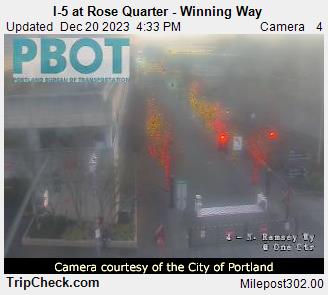 I-5 at Rose Quarter - Winning Way
Updated Dec 20 2023 4:33 PM Camera 4
PBOT
PORTLAND BUREAU OF TRANSPORTATION
4 - N. Ramsey Wy
@ One Ctr
Camera courtesy of the City of Portland
TripCheck.com Milepost302.00